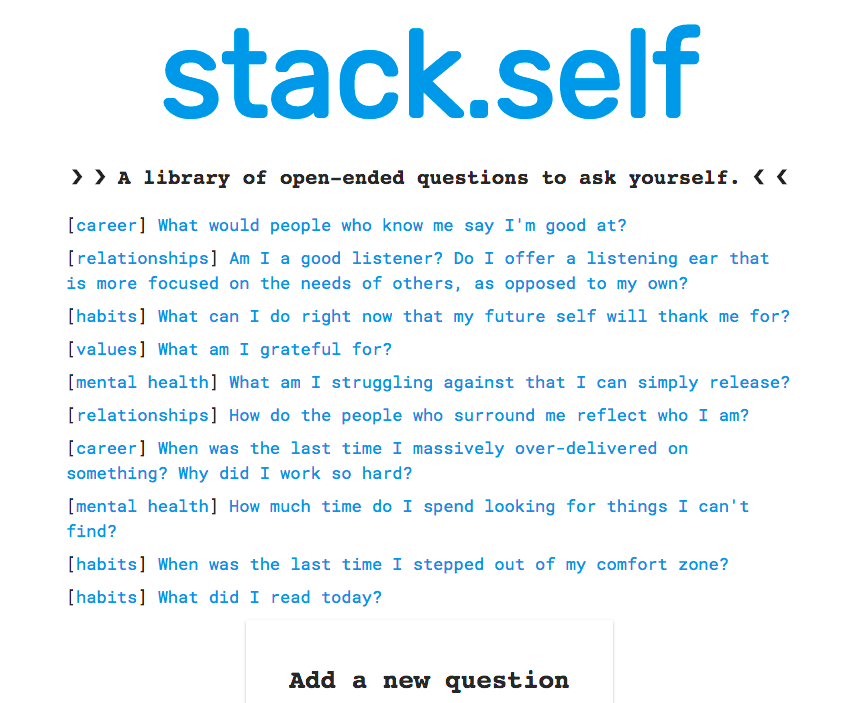 stack.self
❯ ❯ A library of open-ended questions to ask yourself. ❮ ❮
[career] What would people who know me say I'm good at?
[relationships] Am I a good listener? Do I offer a listening ear that
is more focused on the needs of others, as opposed to my own?
[habits] What can I do right now that my future self will thank me for?
[values] What am I grateful for?
[mental health] What am I struggling against that I can simply release?
[relationships] How do the people who surround me reflect who I am?
[career] When was the last time I massively over-delivered on
something? Why did I work so hard?
[mental health] How much time do I spend looking for things I can't
find?
[habits] When was the last time I stepped out of my comfort zone?
[habits] What did I read today?
Add a new question